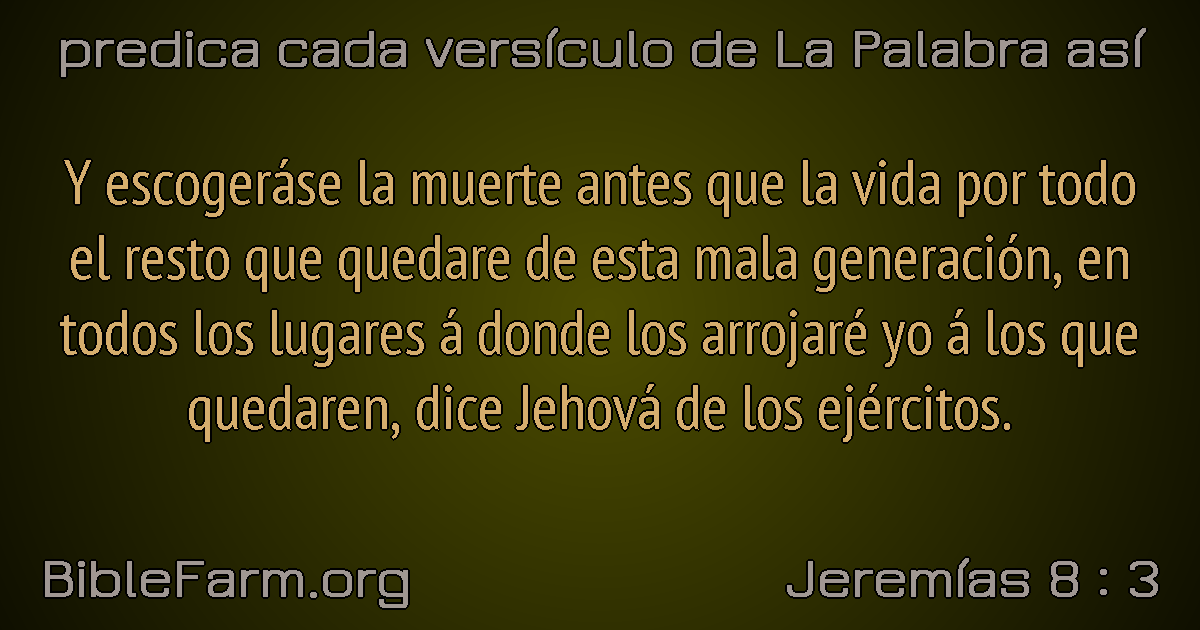 predica cada versículo de La Palabra así
Y escogeráse la muerte antes que la vida por todo
el resto que quedare de esta mala generación, en
todos los lugares á donde los arrojaré yo á los que
quedaren, dice Jehová de los ejércitos.
BibleFarm.org
Jeremías 8 : 3